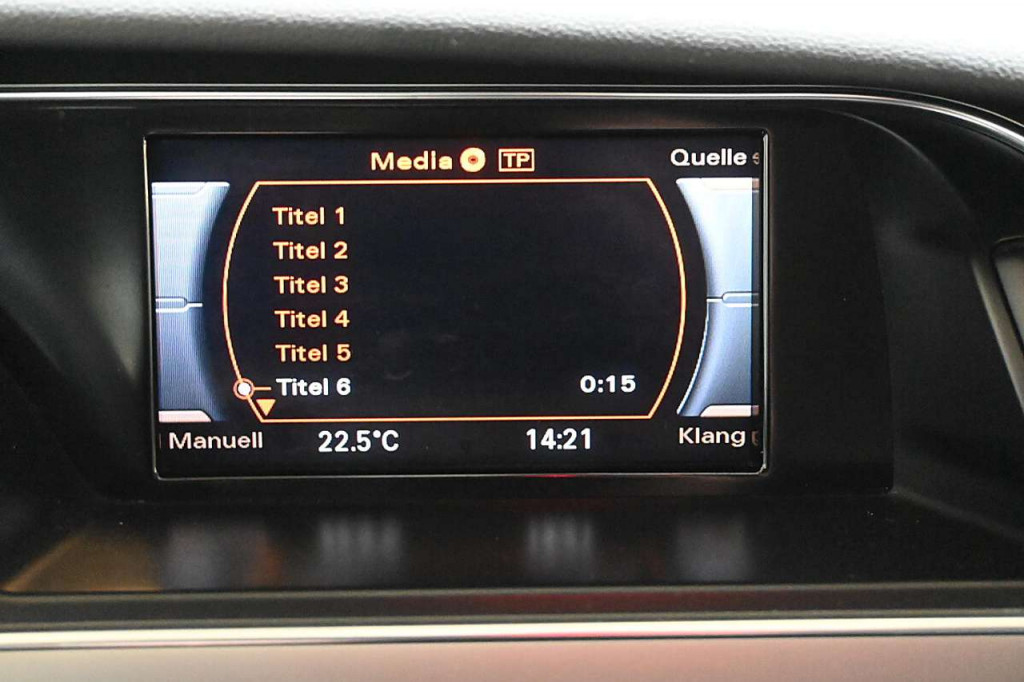 Media TP Quelle
Titel 1
Titel 2
Titel 3
Titel 4
Titel 5
Titel 6 0:15
Manuell 22.5°C 14:21 Klang